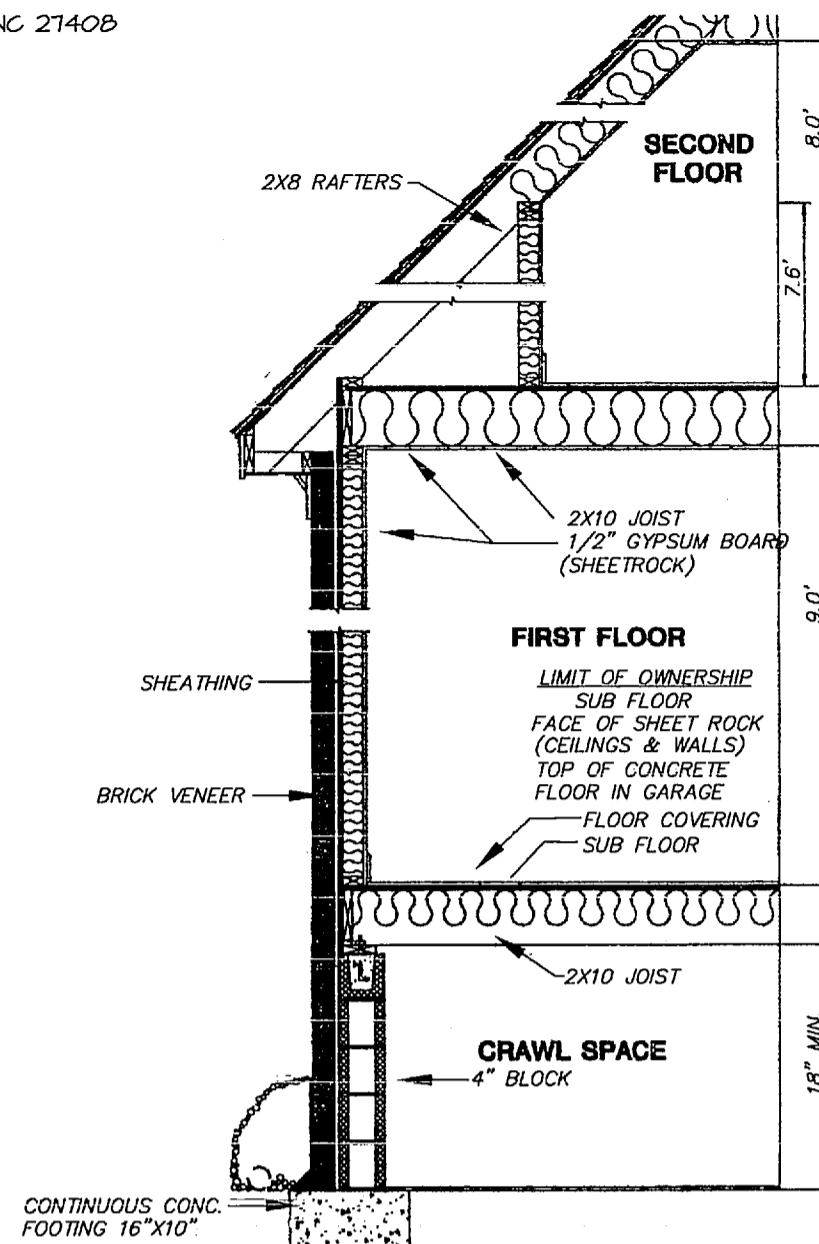 NC 27408
8.0'
SECOND
FLOOR
2X8 RAFTERS
7.6'
2X10 JOIST
1/2" GYPSUM BOARD
(SHEETROCK)
9.0'
FIRST FLOOR
SHEATHING
LIMIT OF OWNERSHIP
SUB FLOOR
FACE OF SHEET ROCK
(CEILINGS & WALLS)
TOP OF CONCRETE
FLOOR IN GARAGE
BRICK VENEER
FLOOR COVERING
SUB FLOOR
2X10 JOIST
18" MIN
CRAWL SPACE
4" BLOCK
CONTINUOUS CONC.
FOOTING 16"X10"